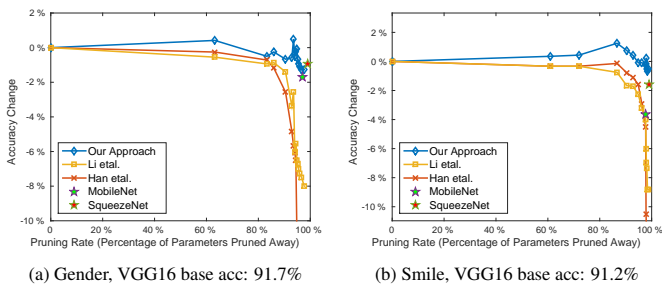 2 %
0 %
-2 %
-4 %
-6 %
-8 %
-10 %
Accuracy Change
Our Approach
Li etal.
Han etal.
MobileNet
SqueezeNet
0 20 % 40 % 60 % 80 % 100 %
Pruning Rate (Percentage of Parameters Pruned Away)
(a) Gender, VGG16 base acc: 91.7%
2 %
0 %
-2 %
-4 %
-6 %
-8 %
-10 %
Accuracy Change
Our Approach
Li etal.
Han etal.
MobileNet
SqueezeNet
0 20 % 40 % 60 % 80 % 100 %
Pruning Rate (Percentage of Parameters Pruned Away)
(b) Smile, VGG16 base acc: 91.2%